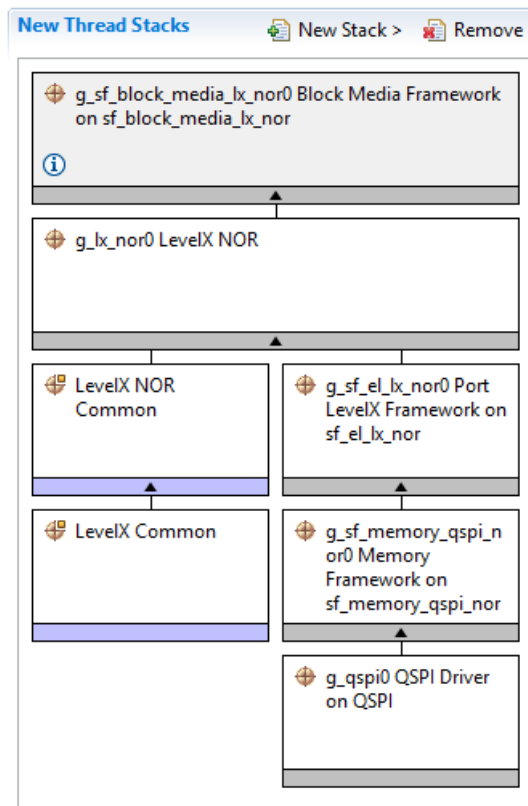 New Thread Stacks
New Stack >
Remove
g_sf_block_media_lx_nor0 Block Media Framework
on sf_block_media_lx_nor
g_lx_nor0 LevelX NOR
LevelX NOR
Common
g_sf_el_lx_nor0 Port
LevelX Framework on
sf_el_lx_nor
LevelX Common
g_sf_memory_qspi_n
or0 Memory
Framework on
sf_memory_qspi_nor
g_qspi0 QSPI Driver
on QSPI